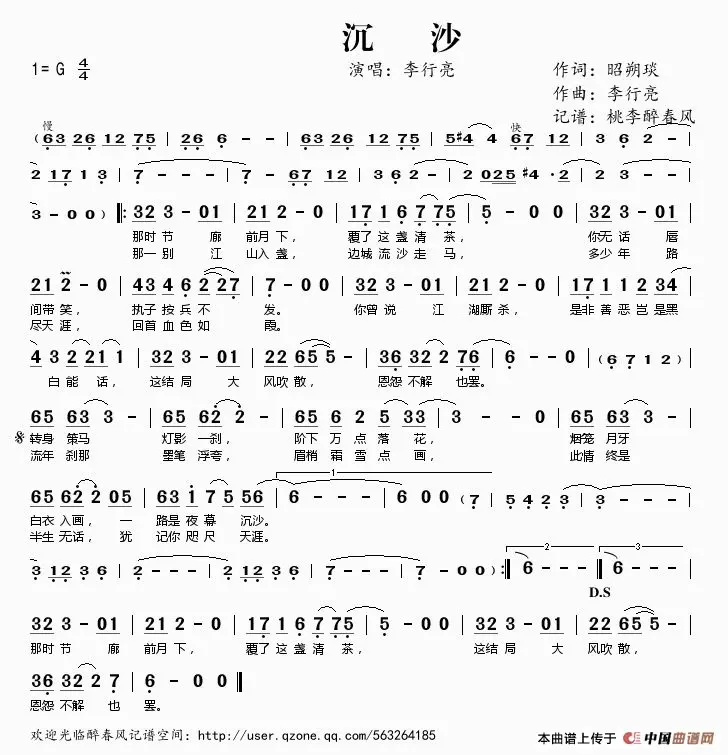 沉 沙
1=G 4/4
演唱：李行亮
作词：昭朔琰
作曲：李行亮
记谱：桃李醉春风
慢 快
( 63 26 12 75 | 26 6 - - | 3 6 2 - | 26 12 75 | 5#4 4 - - 67 12 | 3 6 2 -
2 17 1 3 | 7 - - - | 7 - 67 12 | 3 6 2 - | 2 025 #4 · 2 | 2 3 - -
3 - 00 ) ‖: 32 3 - 01 | 21 2 - 0 | 17 1 6 7 75 | 5 - 0 0 | 32 3 - 01
那时 节 廊 前月 下， 覆了 这 盏 清 茶， 你无 话 唇
那一 别 江 山入 盏， 边城 流 沙 走 马， 多少 年 路
21 2 - 0 | 43 4 6 2 27 | 7 - 0 0 | 32 3 - 01 | 21 2 - 0 | 17 1 1 2 34
间带 笑， 执子 按 兵 不 发。 你曾 说 江 湖厮 杀， 是非 善 恶 岂 是黑
尽天 涯， 回首 血 色 如 霞。
4 3 2 21 1 | 32 3 - 01 | 22 65 5 - | 36 32 2 76 | 6 - - 0 | ( 6 7 1 2 )
白 能 话， 这结 局 大 风吹 散， 恩怨 不解 也罢。
65 63 3 - | 65 62 2 - | 65 6 2 5 33 | 3 - - 0 | 65 63 3 -
转身 策马 灯影 一刹， 阶下 万 点 落 花， 烟笼 月牙
流年 刹那 墨笔 浮夸， 眉梢 霜 雪 点 画， 此情 终是
1
65 62 2 05 | 63 1 75 56 | 6 - - - | 6 00 ( 7 | 5 4 2 3 | 3 - - -
白衣 入画， 一 路是 夜 幕 沉沙。
半生 无话， 犹 记你 咫 尺 天涯。
2 3
3 12 3 6 | 2 - 12 | 3 12 3 3 | 7 - - - | 7 - 0 0 ) :‖ 6 - - - ‖ 6 - - -
D.S
32 3 - 01 | 21 2 - 0 | 17 1 6 7 75 | 5 - 0 0 | 32 3 - 01 | 22 65 5 -
那时 节 廊 前月 下， 覆了 这 盏 清 茶， 这结 局 大 风吹 散，
36 32 2 76 | 6 - 0 0 ‖
恩怨 不解 也 罢。
欢迎光临醉春风记谱空间：http://user.qzone.qq.com/563264185
本曲谱上传于 中国曲谱网